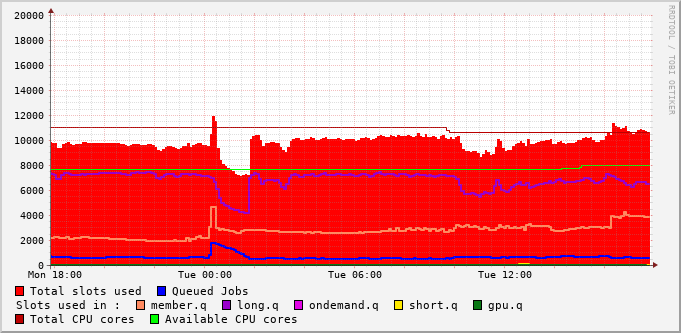 RRDTOOL / TOBI OETIKER
20000
18000
16000
14000
12000
10000
8000
6000
4000
2000
0
Mon 18:00 Tue 00:00 Tue 06:00 Tue 12:00
Total slots used Queued Jobs
Slots used in : member.q long.q ondemand.q short.q gpu.q
Total CPU cores Available CPU cores